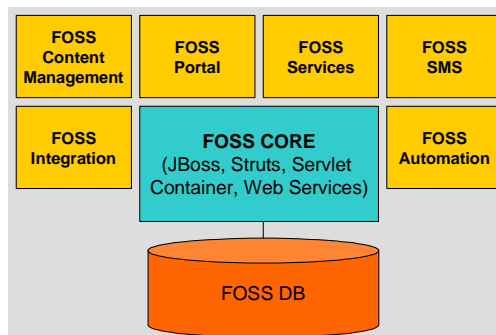 FOSS
Content
Management
FOSS
Portal
FOSS
Services
FOSS
SMS
FOSS
Integration
FOSS CORE
(JBoss, Struts, Servlet
Container, Web Services)
FOSS
Automation
FOSS DB